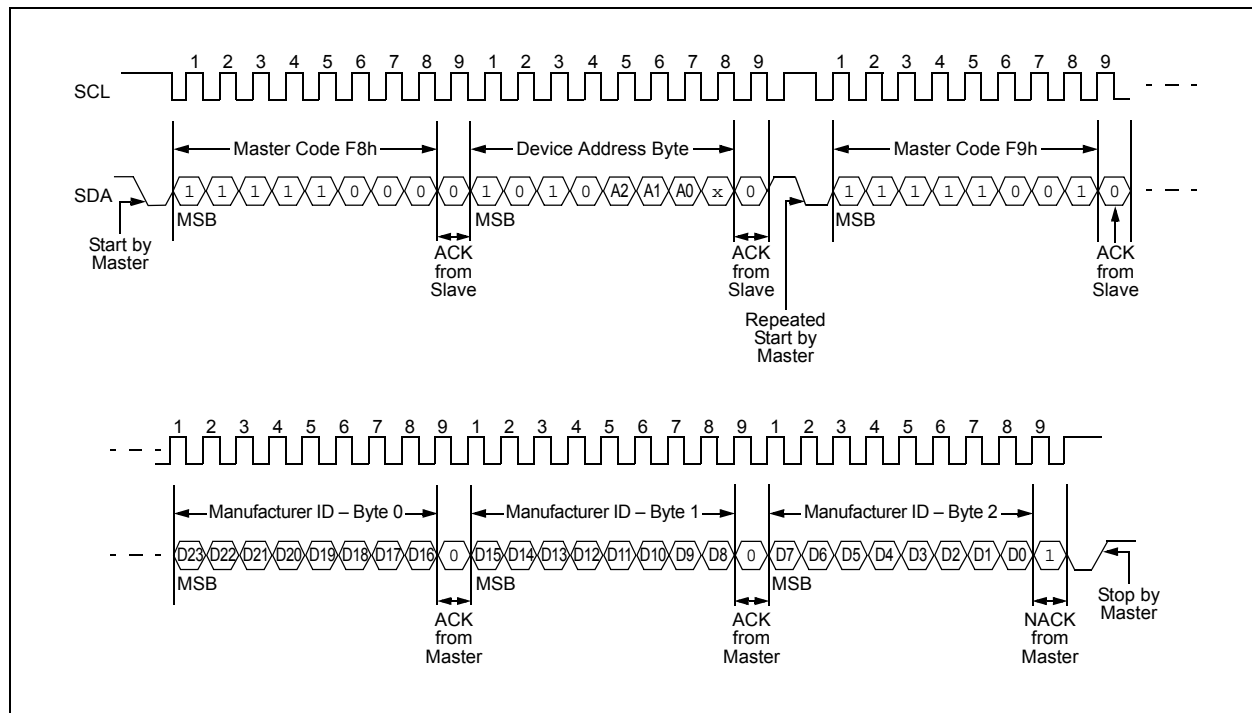 1 2 3 4 5 6 7 8 9 1 2 3 4 5 6 7 8 9 1 2 3 4 5 6 7 8 9
SCL
Master Code F8h Device Address Byte Master Code F9h
SDA 1 1 1 1 1 0 0 0 0 1 0 1 0 A2 A1 A0 x 0 1 1 1 1 1 0 0 1 0
MSB MSB MSB
Start by
Master
ACK
from
Slave
ACK
from
Slave
Repeated
Start by
Master
ACK
from
Slave
1 2 3 4 5 6 7 8 9 1 2 3 4 5 6 7 8 9 1 2 3 4 5 6 7 8 9
Manufacturer ID – Byte 0 Manufacturer ID – Byte 1 Manufacturer ID – Byte 2
D23 D22 D21 D20 D19 D18 D17 D16 0 D15 D14 D13 D12 D11 D10 D9 D8 0 D7 D6 D5 D4 D3 D2 D1 D0 1
MSB MSB MSB
ACK
from
Master
ACK
from
Master
NACK
from
Master
Stop by
Master